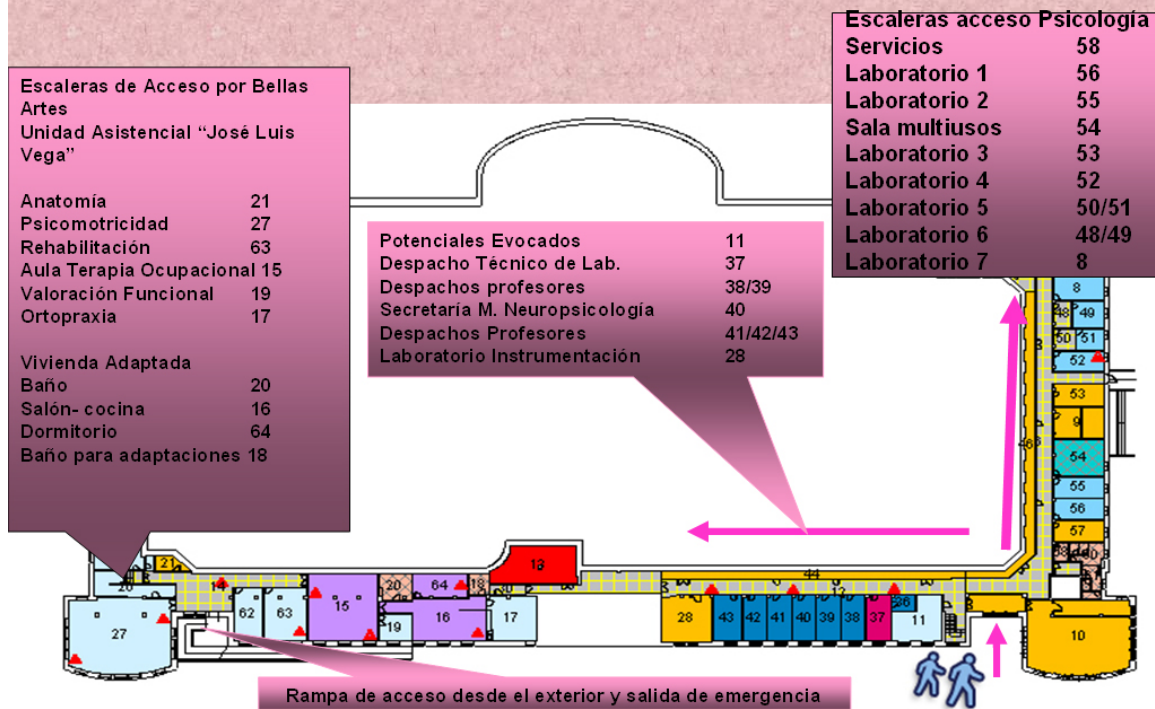 Escaleras acceso Psicología
Servicios 58
Laboratorio 1 56
Laboratorio 2 55
Sala multiusos 54
Laboratorio 3 53
Laboratorio 4 52
Laboratorio 5 50/51
Laboratorio 6 48/49
Laboratorio 7 8
Escaleras de Acceso por Bellas
Artes
Unidad Asistencial “José Luis
Vega”
Anatomía 21
Psicomotricidad 27
Rehabilitación 63
Aula Terapia Ocupacional 15
Valoración Funcional 19
Ortopraxia 17
Vivienda Adaptada
Baño 20
Salón- cocina 16
Dormitorio 64
Baño para adaptaciones 18
Potenciales Evocados 11
Despacho Técnico de Lab. 37
Despachos profesores 38/39
Secretaría M. Neuropsicología 40
Despachos Profesores 41/42/43
Laboratorio Instrumentación 28
8
48 49
50 51
52
53
9
46
54
55
56
57
21
13
14
20 64 18
44
12
62 63 15 19 16 17
28 43 42 41 40 39 38 37 36 11
27
10
Rampa de acceso desde el exterior y salida de emergencia